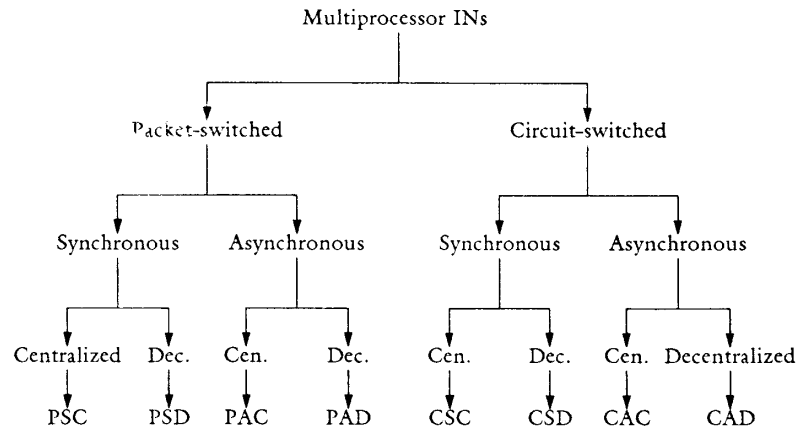 Multiprocessor INs
Packet-switched Circuit-switched
Synchronous Asynchronous Synchronous Asynchronous
Centralized Dec. Cen. Dec. Cen. Dec. Cen. Decentralized
PSC PSD PAC PAD CSC CSD CAC CAD